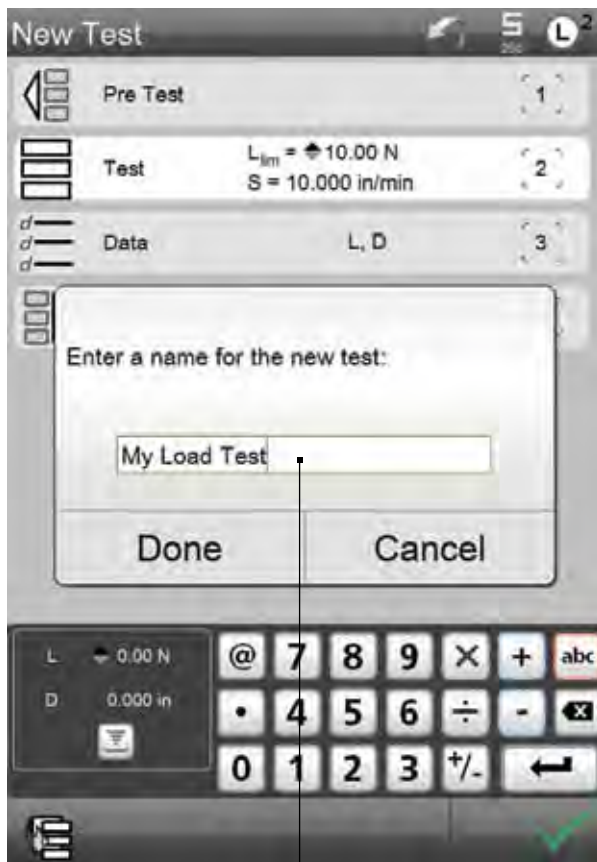 New Test
S
L 2
Pre Test 1
Test Llim = 10.00 N 2
S = 10.000 in/min
d
d Data L, D 3
d
Enter a name for the new test:
My Load Test
Done Cancel
L 0.00 N
D 0.000 in
@ 7 8 9 × + abc
• 4 5 6 ÷ -
0 1 2 3 +/-